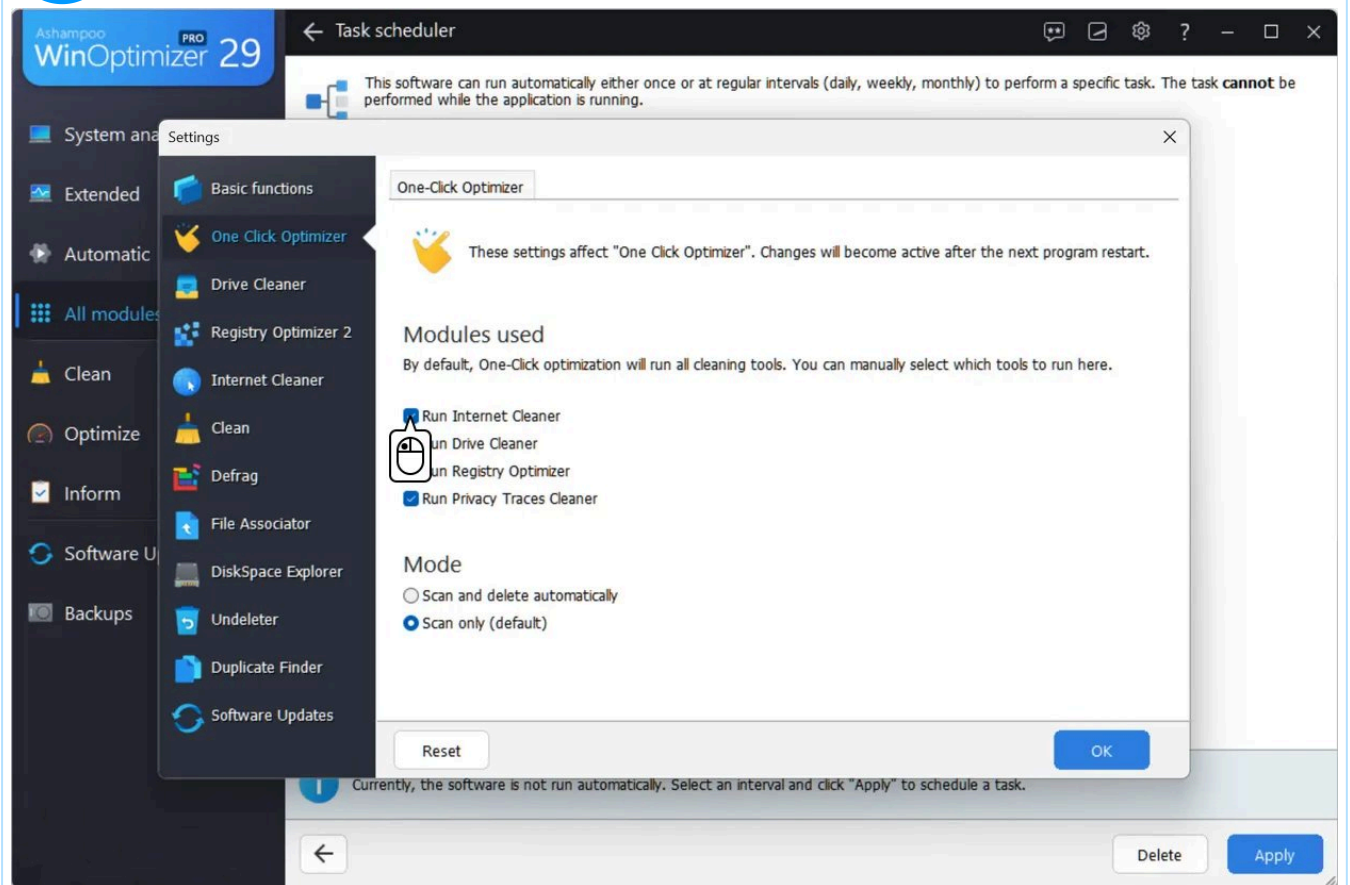 Ashampoo
WinOptimizer PRO 29
Task scheduler
?
This software can run automatically either once or at regular intervals (daily, weekly, monthly) to perform a specific task. The task cannot be
performed while the application is running.
System ana
Extended
Automatic
All modules
Clean
Optimize
Inform
Software U
Backups
Settings
Basic functions
One Click Optimizer
Drive Cleaner
Registry Optimizer 2
Internet Cleaner
Clean
Defrag
File Associator
DiskSpace Explorer
Undeleter
Duplicate Finder
Software Updates
One-Click Optimizer
These settings affect "One Click Optimizer". Changes will become active after the next program restart.
Modules used
By default, One-Click optimization will run all cleaning tools. You can manually select which tools to run here.
Run Internet Cleaner
un Drive Cleaner
un Registry Optimizer
Run Privacy Traces Cleaner
Mode
Scan and delete automatically
Scan only (default)
Reset
OK
Currently, the software is not run automatically. Select an interval and click "Apply" to schedule a task.
Delete
Apply